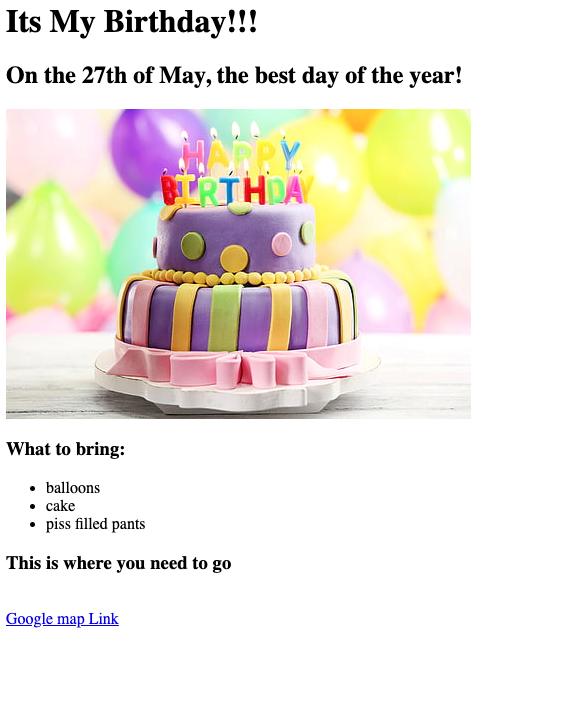 Its My Birthday!!!
On the 27th of May, the best day of the year!
HAPPY
BIRTHDAY
What to bring:
balloons
cake
piss filled pants
This is where you need to go
Google map Link